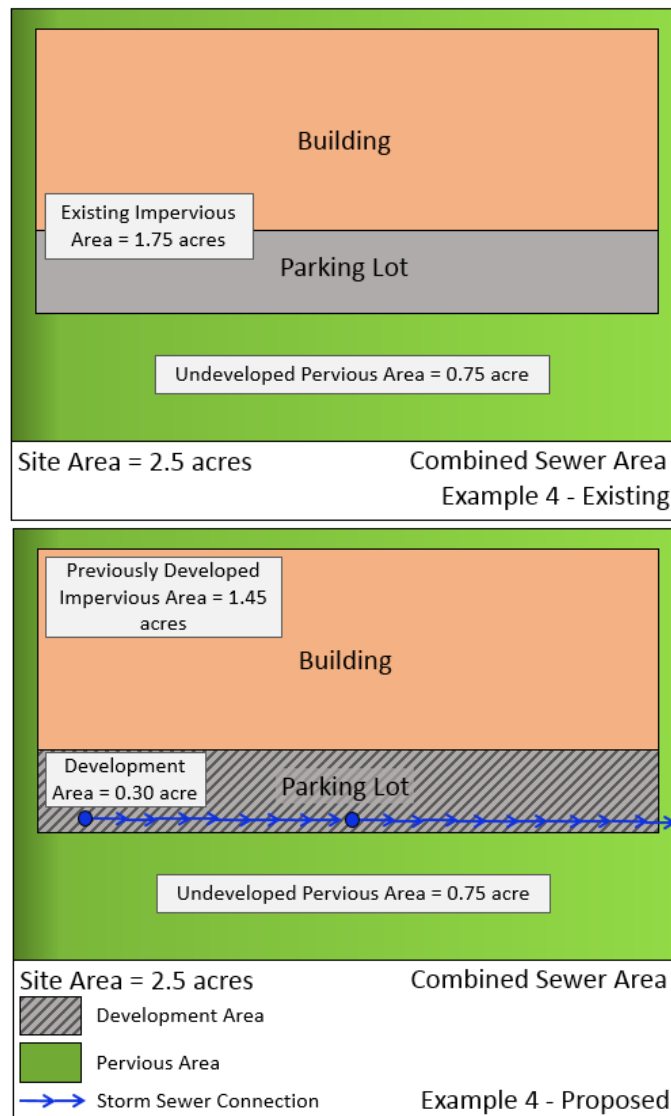 Building
Existing Impervious
Area = 1.75 acres
Parking Lot
Undeveloped Pervious Area = 0.75 acre
Site Area = 2.5 acres
Combined Sewer Area
Example 4 - Existing
Previously Developed
Impervious Area = 1.45
acres
Building
Development
Area = 0.30 acre
Parking Lot
Undeveloped Pervious Area = 0.75 acre
Site Area = 2.5 acres
Combined Sewer Area
Development Area
Pervious Area
Storm Sewer Connection
Example 4 - Proposed